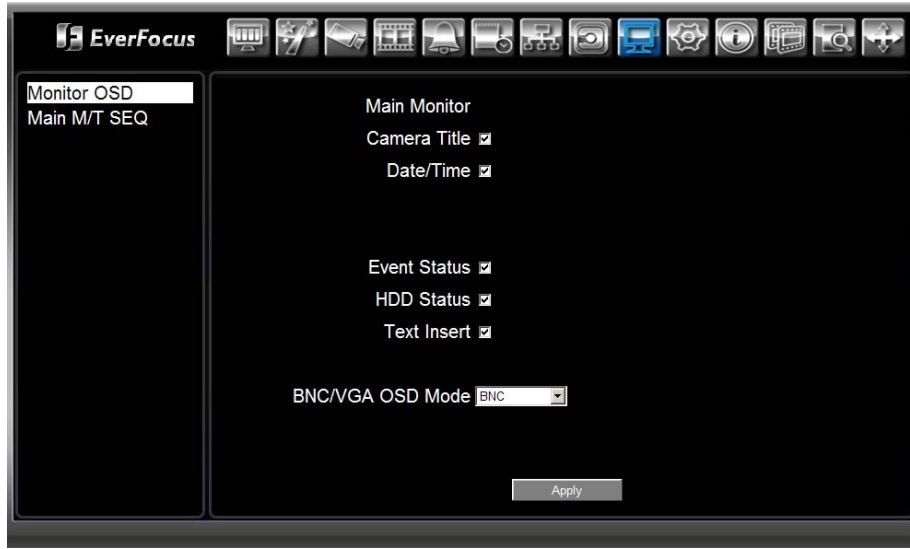 EverFocus
Monitor OSD
Main M/T SEQ
Main Monitor
Camera Title
Date/Time
Event Status
HDD Status
Text Insert
BNC/VGA OSD Mode BNC
Apply